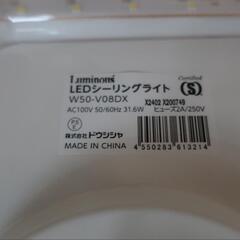 Luminous
LEDシーリングライト
Certified
S
W50-V08DX
X2402 X200749
AC100V 50/60Hz 31.6W
ヒューズ2A/250V
PS
E
株式会社ドウシシャ
MADE IN CHINA
4 550283 613214